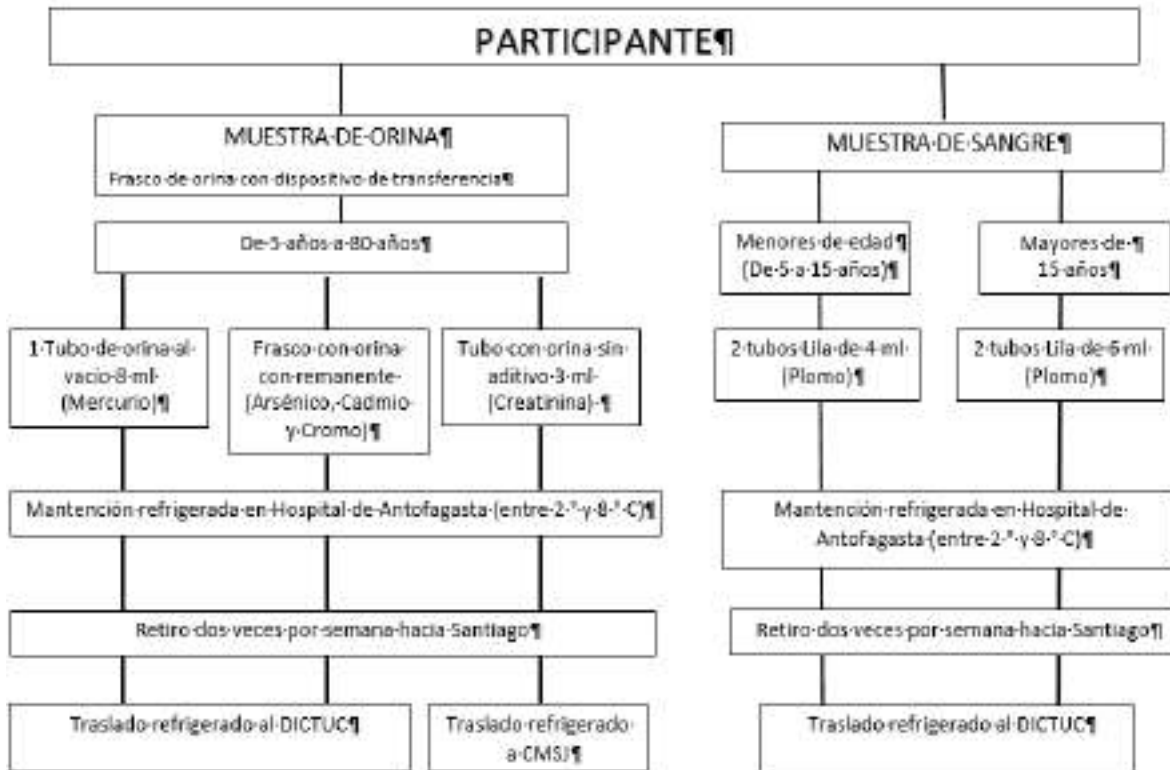 PARTICIPANTE¶
MUESTRA·DE·ORINA¶
Frasco·de·orina·con·dispositivo·de·transferencia¶
De·5·años·a·80·años¶
1·Tubo·de·orina·al·
vacio·8·ml·
(Mercurio)¶
Frasco·con·orina·
con·remanente·
(Arsénico,·Cadmio·
y·Cromo)¶
Tubo·con·orina·sin·
aditivo·3·ml·
(Creatinina)·¶
Mantención·refrigerada·en·Hospital·de·Antofagasta·(entre·2·°·y·8·°·C)¶
Retiro·dos·veces·por·semana·hacia·Santiago¶
Traslado·refrigerado·al·DICTUC¶
Traslado·refrigerado·
a·CMSJ¶
MUESTRA·DE·SANGRE¶
Menores·de·edad¶
(De·5·a·15·años)¶
Mayores·de·¶
15·años¶
2·tubos·Lila·de·4·ml·
(Plomo)¶
2·tubos·Lila·de·6·ml·
(Plomo)¶
Mantención·refrigerada·en·Hospital·de·
Antofagasta·(entre·2·°·y·8·°·C)¶
Retiro·dos·veces·por·semana·hacia·Santiago¶
Traslado·refrigerado·al·DICTUC¶